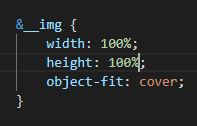 &__img {
    width: 100%;
    height: 100%;
    object-fit: cover;
}